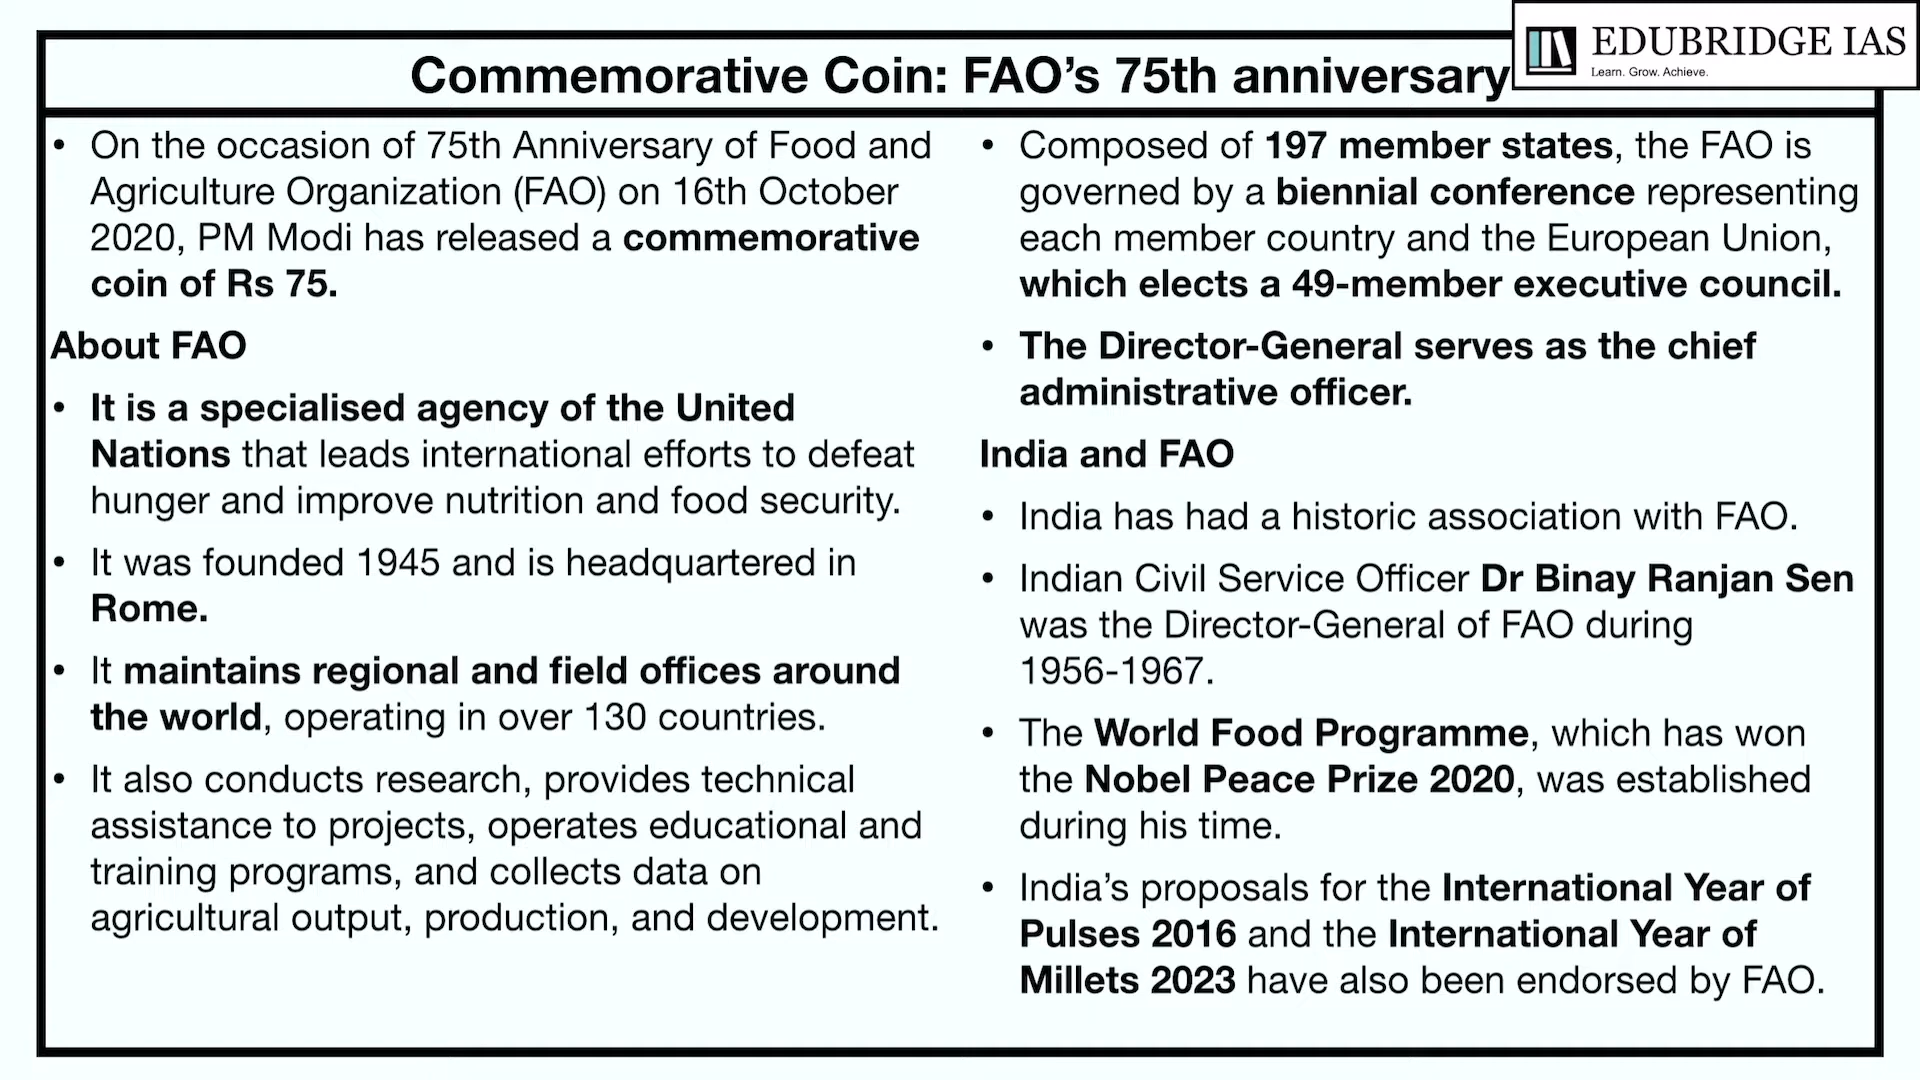 EDUBRIDGE IAS
Learn. Grow. Achieve.
Commemorative Coin: FAO’s 75th anniversary
• On the occasion of 75th Anniversary of Food and
Agriculture Organization (FAO) on 16th October
2020, PM Modi has released a commemorative
coin of Rs 75.
About FAO
• It is a specialised agency of the United
Nations that leads international efforts to defeat
hunger and improve nutrition and food security.
• It was founded 1945 and is headquartered in
Rome.
• It maintains regional and field offices around
the world, operating in over 130 countries.
• It also conducts research, provides technical
assistance to projects, operates educational and
training programs, and collects data on
agricultural output, production, and development.
• Composed of 197 member states, the FAO is
governed by a biennial conference representing
each member country and the European Union,
which elects a 49-member executive council.
• The Director-General serves as the chief
administrative officer.
India and FAO
• India has had a historic association with FAO.
• Indian Civil Service Officer Dr Binay Ranjan Sen
was the Director-General of FAO during
1956-1967.
• The World Food Programme, which has won
the Nobel Peace Prize 2020, was established
during his time.
• India’s proposals for the International Year of
Pulses 2016 and the International Year of
Millets 2023 have also been endorsed by FAO.